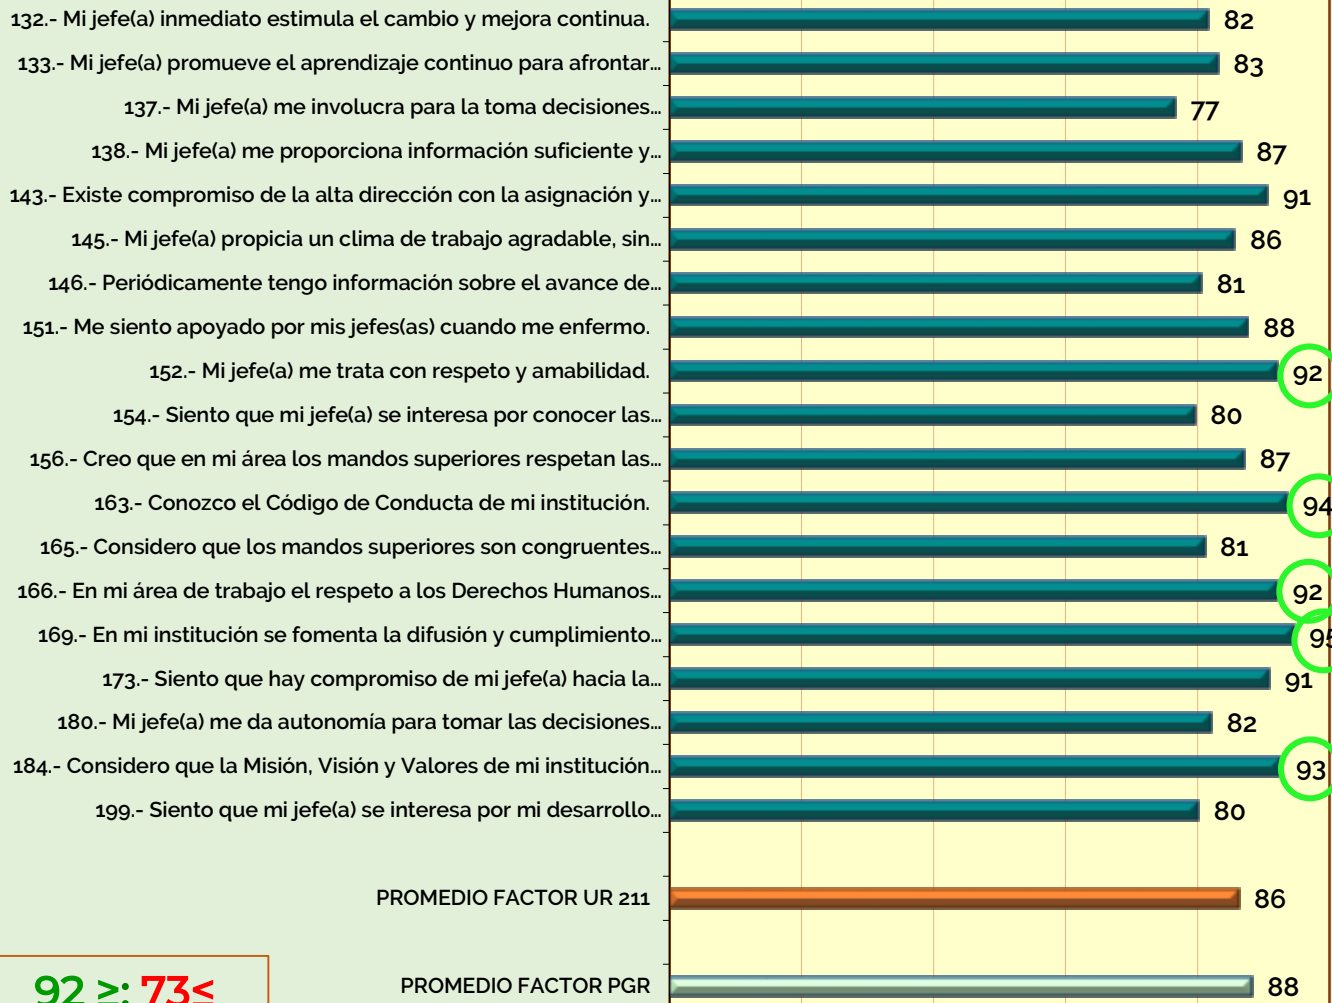 132.- Mi jefe(a) inmediato estimula el cambio y mejora continua. 82
133.- Mi jefe(a) promueve el aprendizaje continuo para afrontar… 83
137.- Mi jefe(a) me involucra para la toma decisiones… 77
138.- Mi jefe(a) me proporciona información suficiente y… 87
143.- Existe compromiso de la alta dirección con la asignación y… 91
145.- Mi jefe(a) propicia un clima de trabajo agradable, sin… 86
146.- Periódicamente tengo información sobre el avance de… 81
151.- Me siento apoyado por mis jefes(as) cuando me enfermo. 88
152.- Mi jefe(a) me trata con respeto y amabilidad. 92
154.- Siento que mi jefe(a) se interesa por conocer las… 80
156.- Creo que en mi área los mandos superiores respetan las… 87
163.- Conozco el Código de Conducta de mi institución. 94
165.- Considero que los mandos superiores son congruentes… 81
166.- En mi área de trabajo el respeto a los Derechos Humanos… 92
169.- En mi institución se fomenta la difusión y cumplimiento… 95
173.- Siento que hay compromiso de mi jefe(a) hacia la… 91
180.- Mi jefe(a) me da autonomía para tomar las decisiones… 82
184.- Considero que la Misión, Visión y Valores de mi institución… 93
199.- Siento que mi jefe(a) se interesa por mi desarrollo… 80
PROMEDIO FACTOR UR 211 86
PROMEDIO FACTOR PGR 88
92 ≥: 73≤